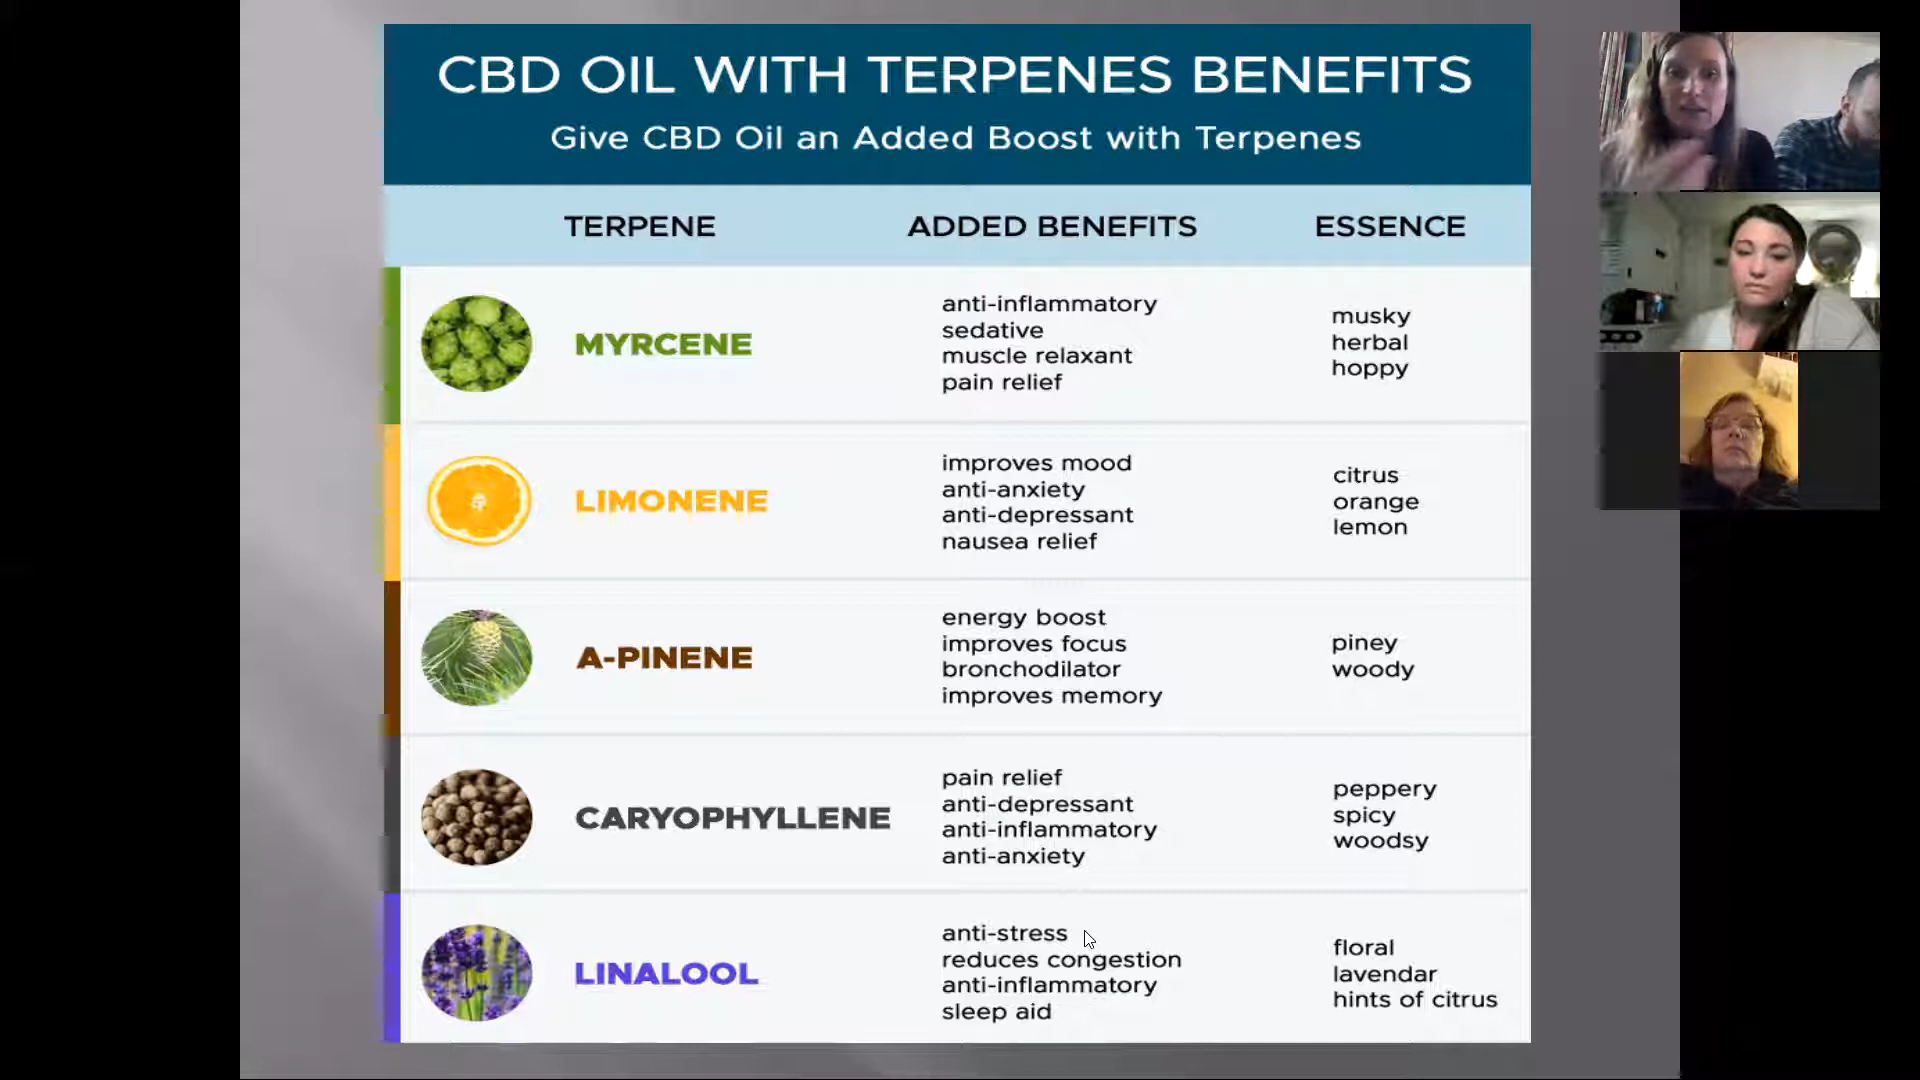 CBD OIL WITH TERPENES BENEFITS
Give CBD Oil an Added Boost with Terpenes
TERPENE ADDED BENEFITS ESSENCE
MYRCENE
anti-inflammatory
sedative
muscle relaxant
pain relief
musky
herbal
hoppy
LIMONENE
improves mood
anti-anxiety
anti-depressant
nausea relief
citrus
orange
lemon
A-PINENE
energy boost
improves focus
bronchodilator
improves memory
piney
woody
CARYOPHYLLENE
pain relief
anti-depressant
anti-inflammatory
anti-anxiety
peppery
spicy
woodsy
LINALOOL
anti-stress
reduces congestion
anti-inflammatory
sleep aid
floral
lavendar
hints of citrus